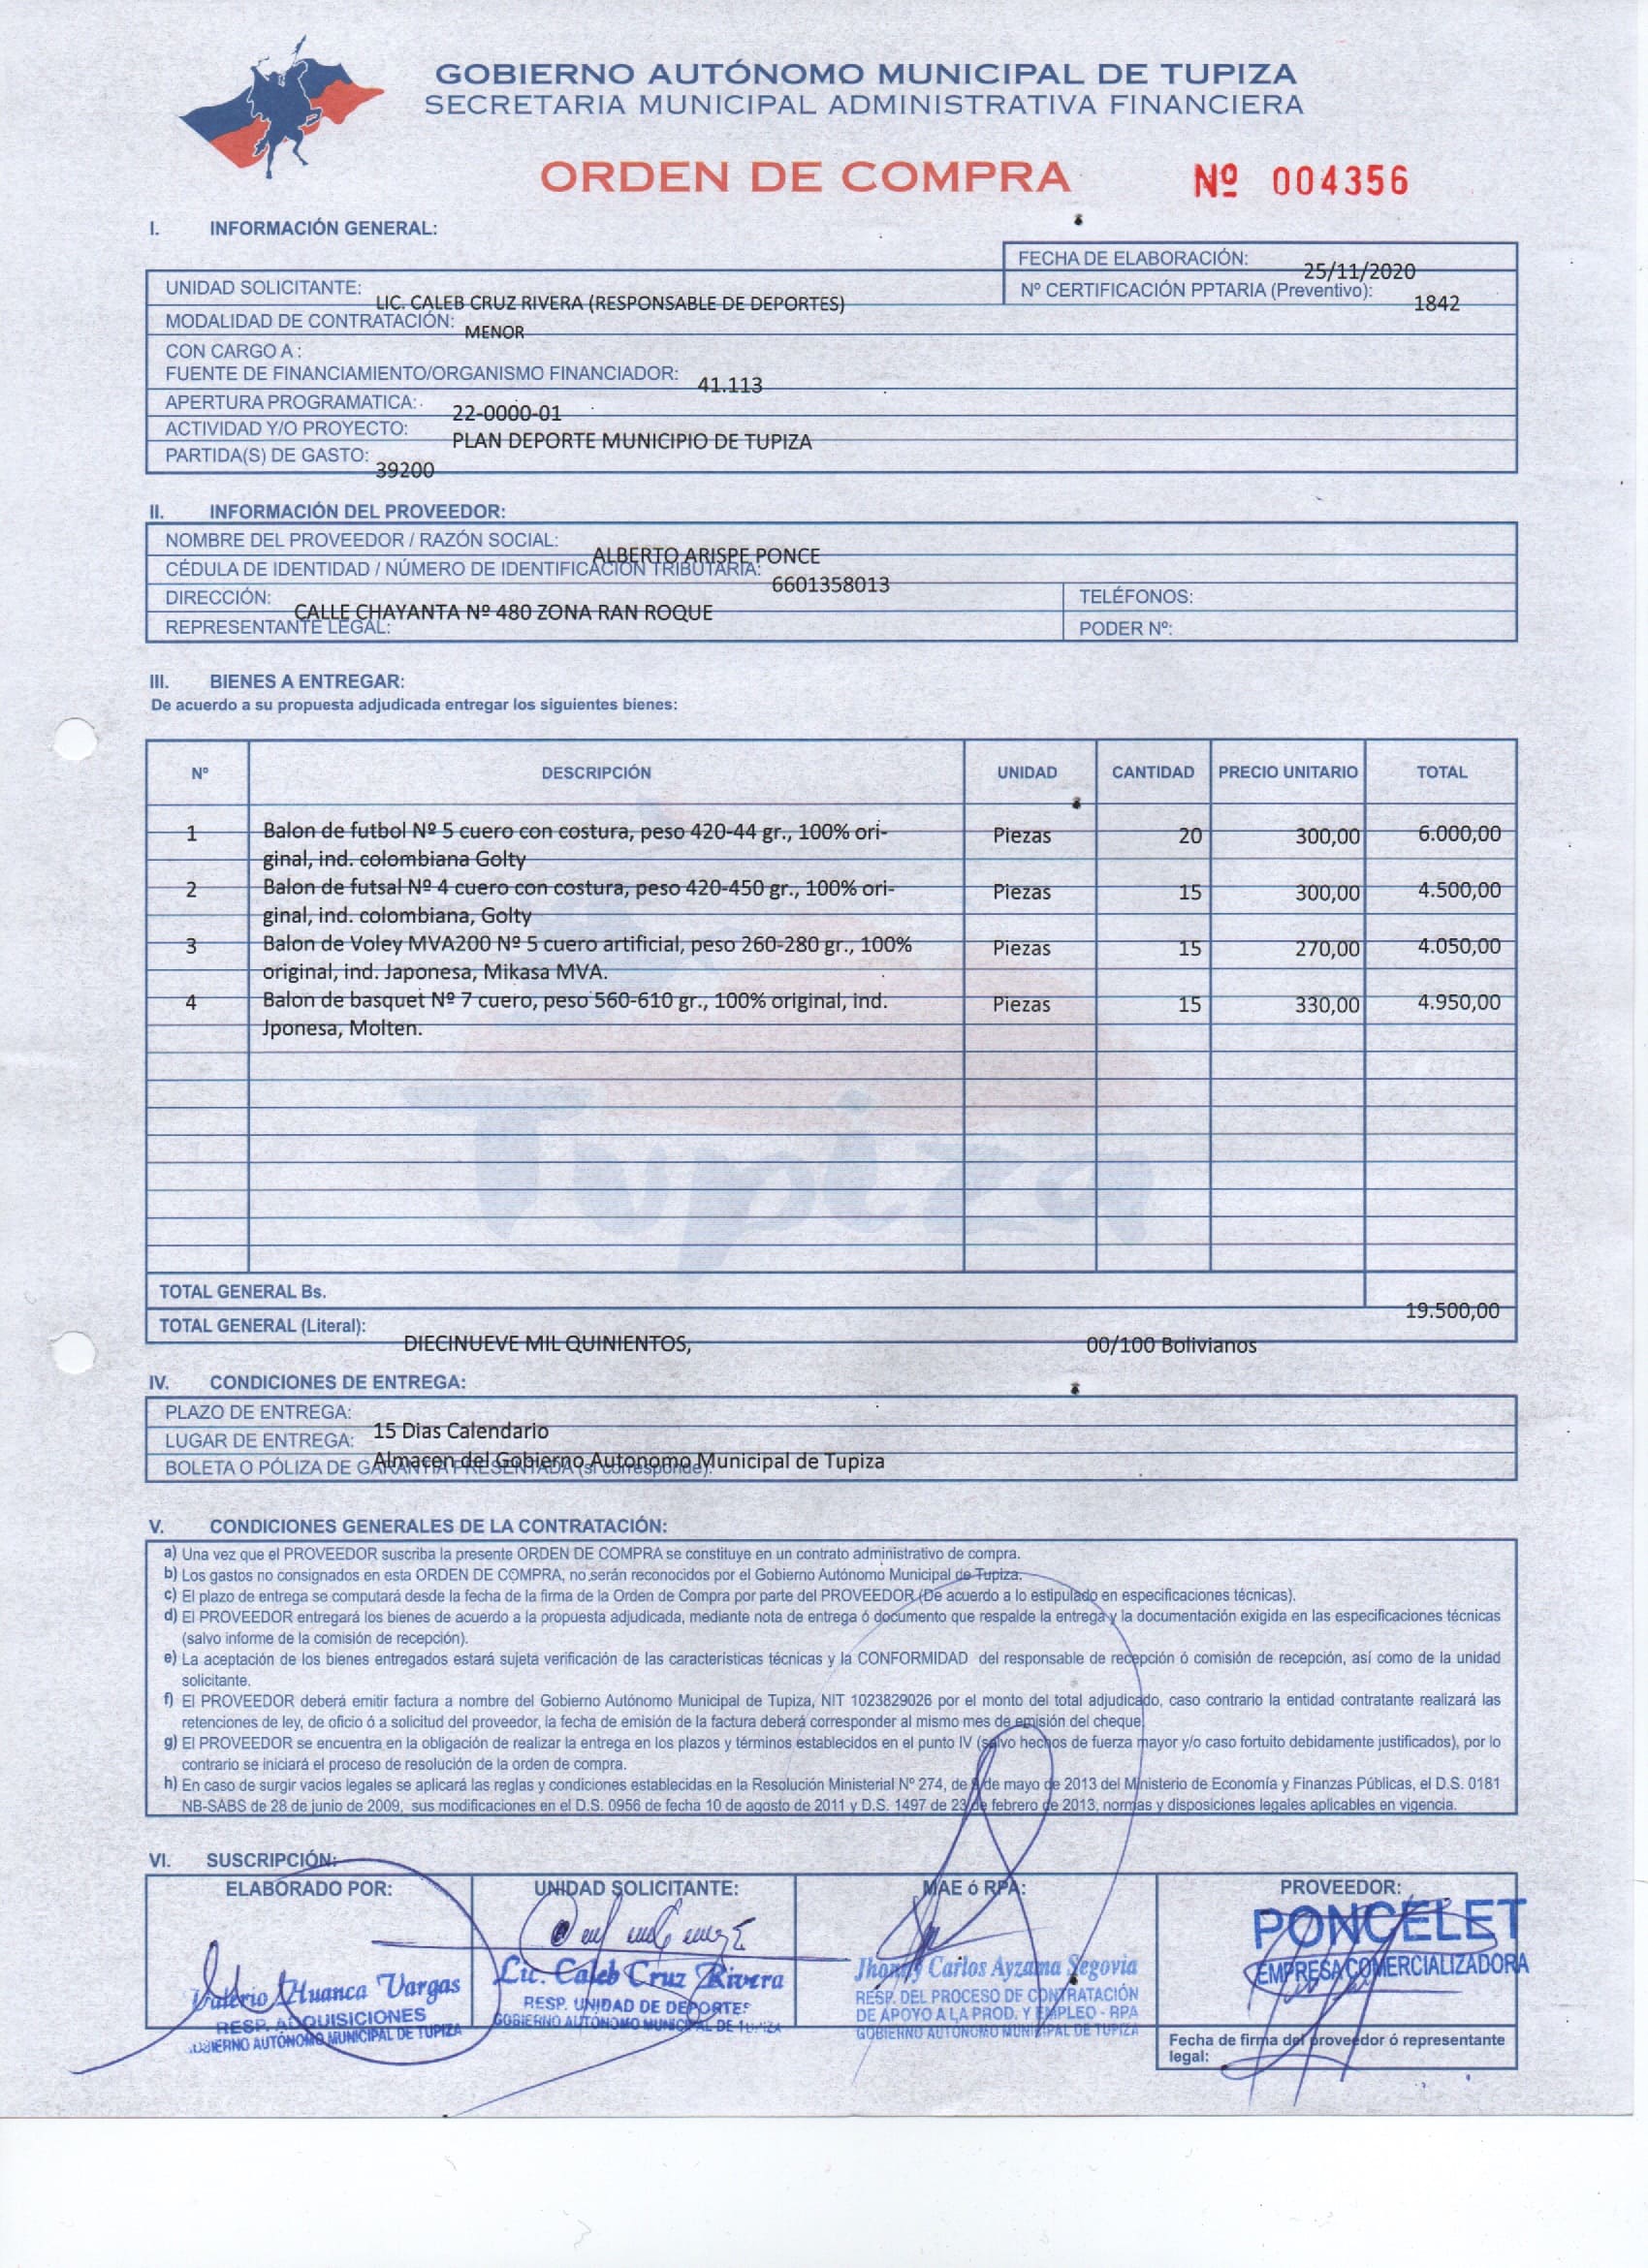 GOBIERNO AUTÓNOMO MUNICIPAL DE TUPIZA
SECRETARIA MUNICIPAL ADMINISTRATIVA FINANCIERA
ORDEN DE COMPRA Nº 004356
I. INFORMACIÓN GENERAL:
FECHA DE ELABORACIÓN: 25/11/2020
UNIDAD SOLICITANTE: LIC. CALEB CRUZ RIVERA (RESPONSABLE DE DEPORTES) Nº CERTIFICACIÓN PPTARIA (Preventivo): 1842
MODALIDAD DE CONTRATACIÓN: MENOR
CON CARGO A :
FUENTE DE FINANCIAMIENTO/ORGANISMO FINANCIADOR: 41.113
APERTURA PROGRAMATICA: 22-0000-01
ACTIVIDAD Y/O PROYECTO: PLAN DEPORTE MUNICIPIO DE TUPIZA
PARTIDA(S) DE GASTO: 39200
II. INFORMACIÓN DEL PROVEEDOR:
NOMBRE DEL PROVEEDOR / RAZÓN SOCIAL: ALBERTO ARISPE PONCE
CÉDULA DE IDENTIDAD / NÚMERO DE IDENTIFICACIÓN TRIBUTARIA: 6601358013
DIRECCIÓN: CALLE CHAYANTA Nº 480 ZONA RAN ROQUE TELÉFONOS:
REPRESENTANTE LEGAL: PODER Nº:
III. BIENES A ENTREGAR:
De acuerdo a su propuesta adjudicada entregar los siguientes bienes:
Nº DESCRIPCIÓN UNIDAD CANTIDAD PRECIO UNITARIO TOTAL
1 Balon de futbol Nº 5 cuero con costura, peso 420-44 gr., 100% ori- Piezas 20 300,00 6.000,00
ginal, ind. colombiana Golty
2 Balon de futsal Nº 4 cuero con costura, peso 420-450 gr., 100% ori- Piezas 15 300,00 4.500,00
ginal, ind. colombiana, Golty
3 Balon de Voley MVA200 Nº 5 cuero artificial, peso 260-280 gr., 100% Piezas 15 270,00 4.050,00
original, ind. Japonesa, Mikasa MVA.
4 Balon de basquet Nº 7 cuero, peso 560-610 gr., 100% original, ind. Piezas 15 330,00 4.950,00
Jponesa, Molten.
Tupiza
TOTAL GENERAL Bs. 19.500,00
TOTAL GENERAL (Literal): DIECINUEVE MIL QUINIENTOS, 00/100 Bolivianos
IV. CONDICIONES DE ENTREGA:
PLAZO DE ENTREGA: 15 Dias Calendario
LUGAR DE ENTREGA: Almacen del Gobierno Autonomo Municipal de Tupiza
BOLETA O PÓLIZA DE GARANTIA PRESENTADA (si corresponde):
V. CONDICIONES GENERALES DE LA CONTRATACIÓN:
a) Una vez que el PROVEEDOR suscriba la presente ORDEN DE COMPRA se constituye en un contrato administrativo de compra.
b) Los gastos no consignados en esta ORDEN DE COMPRA, no serán reconocidos por el Gobierno Autónomo Municipal de Tupiza.
c) El plazo de entrega se computará desde la fecha de la firma de la Orden de Compra por parte del PROVEEDOR (De acuerdo a lo estipulado en especificaciones técnicas).
d) El PROVEEDOR entregará los bienes de acuerdo a la propuesta adjudicada, mediante nota de entrega ó documento que respalde la entrega y la documentación exigida en las especificaciones técnicas
(salvo informe de la comisión de recepción).
e) La aceptación de los bienes entregados estará sujeta verificación de las características técnicas y la CONFORMIDAD del responsable de recepción ó comisión de recepción, así como de la unidad
solicitante.
f) El PROVEEDOR deberá emitir factura a nombre del Gobierno Autónomo Municipal de Tupiza, NIT 1023829026 por el monto del total adjudicado, caso contrario la entidad contratante realizará las
retenciones de ley, de oficio ó a solicitud del proveedor, la fecha de emisión de la factura deberá corresponder al mismo mes de emisión del cheque.
g) El PROVEEDOR se encuentra en la obligación de realizar la entrega en los plazos y términos establecidos en el punto IV (salvo hechos de fuerza mayor y/o caso fortuito debidamente justificados), por lo
contrario se iniciará el proceso de resolución de la orden de compra.
h) En caso de surgir vacios legales se aplicará las reglas y condiciones establecidas en la Resolución Ministerial Nº 274, de de mayo de 2013 del Ministerio de Economía y Finanzas Públicas, el D.S. 0181
NB-SABS de 28 de junio de 2009, sus modificaciones en el D.S. 0956 de fecha 10 de agosto de 2011 y D.S. 1497 de 23 de febrero de 2013, normas y disposiciones legales aplicables en vigencia.
VI. SUSCRIPCIÓN:
ELABORADO POR: UNIDAD SOLICITANTE: MAE ó RPA: PROVEEDOR:
Valerio Huanca Vargas
RESP. ADQUISICIONES
GOBIERNO AUTÓNOMO MUNICIPAL DE TUPIZA
Lic. Caleb Cruz Rivera
RESP. UNIDAD DE DEPORTES
GOBIERNO AUTÓNOMO MUNICIPAL DE TUPIZA
Jhonny Carlos Ayzama Segovia
RESP. DEL PROCESO DE CONTRATACIÓN
DE APOYO A LA PROD. Y EMPLEO - RPA
GOBIERNO AUTÓNOMO MUNICIPAL DE TUPIZA
PONCELET
EMPRESA COMERCIALIZADORA
Fecha de firma del proveedor ó representante
legal: